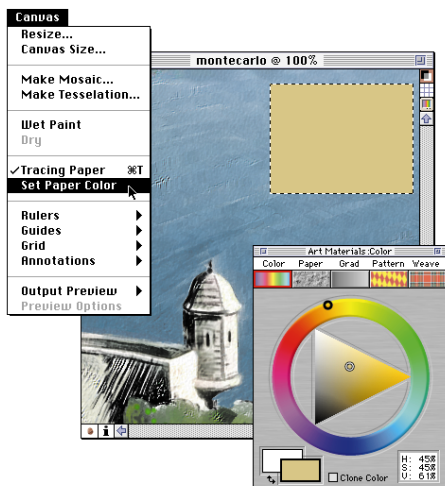 Canvas
Resize...
Canvas Size...
Make Mosaic...
Make Tesselation...
Wet Paint
Dry
✓Tracing Paper ⌘T
Set Paper Color
Rulers
Guides
Grid
Annotations
Output Preview
Preview Options
montecarlo @ 100%
Art Materials:Color
Color Paper Grad Pattern Weave
Clone Color
H: 45%
S: 45%
V: 61%